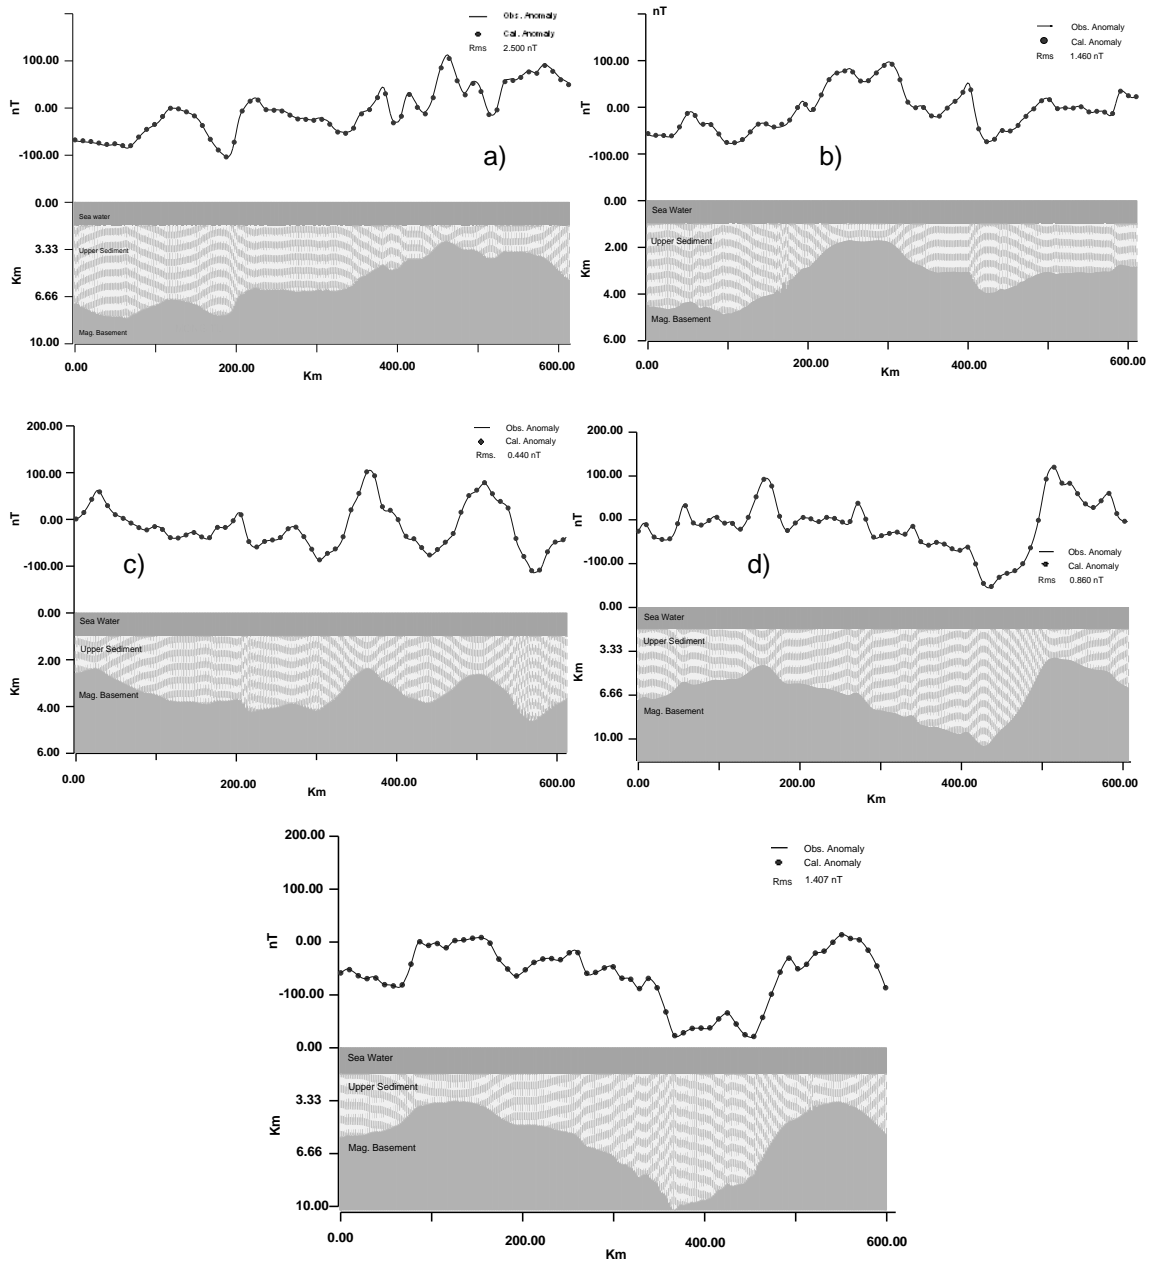 Obs. Anomaly
Cal. Anomaly
Rms 2.500 nT
100.00
0.00
-100.00
nT
a)
0.00
3.33
6.66
10.00
Km
Sea water
Upper Sediment
Mag. Basement
0.00 200.00 400.00 600.00
Km
nT
Obs. Anomaly
Cal. Anomaly
Rms 1.460 nT
100.00
0.00
-100.00
nT
b)
0.00
2.00
4.00
6.00
Km
Sea Water
Upper Sediment
Mag. Basement
0.00 200.00 400.00 600.00
Km
200.00
100.00
0.00
-100.00
nT
Obs. Anomaly
Cal. Anomaly
Rms. 0.440 nT
c)
0.00
2.00
4.00
6.00
Km
Sea Water
Upper Sediment
Mag. Basement
0.00 200.00 400.00 600.00
Km
200.00
100.00
0.00
-100.00
nT
d)
Obs. Anomaly
Cal. Anomaly
Rms 0.860 nT
0.00
3.33
6.66
10.00
Km
Sea Water
Upper Sediment
Mag. Basement
0.00 200.00 400.00 600.00
Km
200.00
100.00
0.00
-100.00
nT
Obs. Anomaly
Cal. Anomaly
Rms 1.407 nT
0.00
3.33
6.66
10.00
Km
Sea Water
Upper Sediment
Mag. Basement
0.00 200.00 400.00 600.00
Km